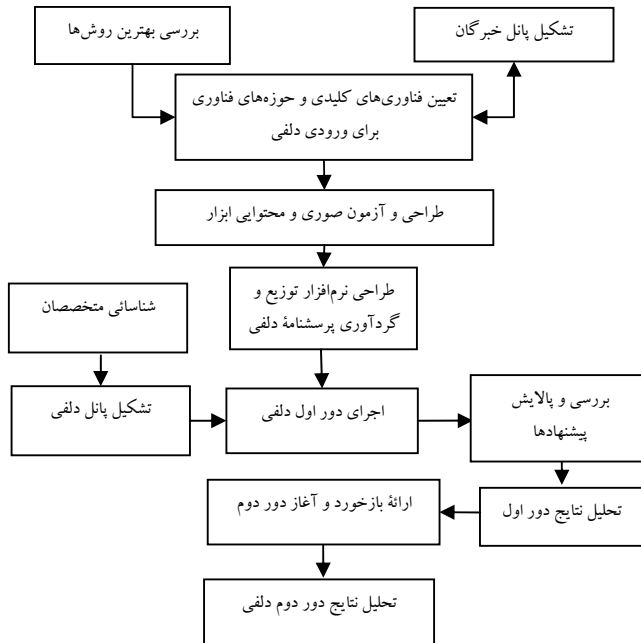 بررسی بهترین روش‌ها
تشکیل پانل خبرگان
تعیین فناوری‌های کلیدی و حوزه‌های فناوری
برای ورودی دلفی
طراحی و آزمون صوری و محتوایی ابزار
طراحی نرم‌افزار توزیع و
گردآوری پرسشنامۀ دلفی
شناسائی متخصصان
تشکیل پانل دلفی
اجرای دور اول دلفی
بررسی و پالایش
پیشنهادها
تحلیل نتایج دور اول
ارائۀ بازخورد و آغاز دور دوم
تحلیل نتایج دور دوم دلفی